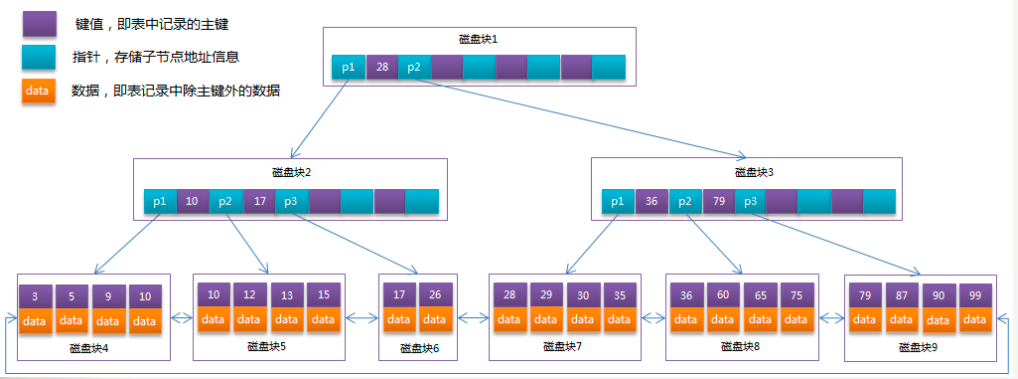 键值，即表中记录的主键
指针，存储子节点地址信息
data 数据，即表记录中除主键外的数据
磁盘块1
p1 28 p2
磁盘块2
p1 10 p2 17 p3
磁盘块3
p1 36 p2 79 p3
3 5 9 10
data data data data
磁盘块4
10 12 13 15
data data data data
磁盘块5
17 26
data data
磁盘块6
28 29 30 35
data data data data
磁盘块7
36 60 65 75
data data data data
磁盘块8
79 87 90 99
data data data data
磁盘块9